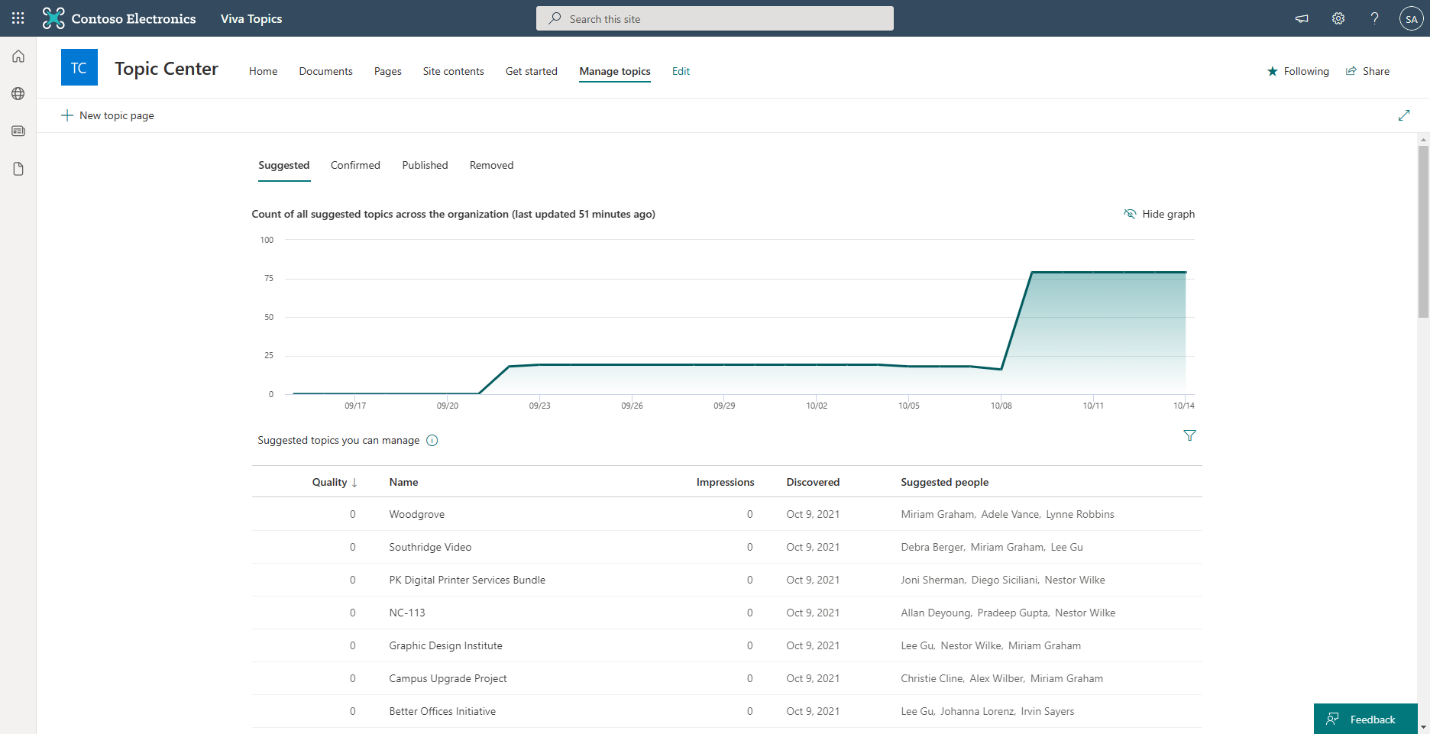 Contoso Electronics Viva Topics Search this site ? SA
TC Topic Center Home Documents Pages Site contents Get started Manage topics Edit Following Share
New topic page
Suggested Confirmed Published Removed
Count of all suggested topics across the organization (last updated 51 minutes ago) Hide graph
100
75
50
25
0
09/17 09/20 09/23 09/26 09/29 10/02 10/05 10/08 10/11 10/14
Suggested topics you can manage
Quality ↓ Name Impressions Discovered Suggested people
0 Woodgrove 0 Oct 9, 2021 Miriam Graham, Adele Vance, Lynne Robbins
0 Southridge Video 0 Oct 9, 2021 Debra Berger, Miriam Graham, Lee Gu
0 PK Digital Printer Services Bundle 0 Oct 9, 2021 Joni Sherman, Diego Siciliani, Nestor Wilke
0 NC-113 0 Oct 9, 2021 Allan Deyoung, Pradeep Gupta, Nestor Wilke
0 Graphic Design Institute 0 Oct 9, 2021 Lee Gu, Nestor Wilke, Miriam Graham
0 Campus Upgrade Project 0 Oct 9, 2021 Christie Cline, Alex Wilber, Miriam Graham
0 Better Offices Initiative 0 Oct 9, 2021 Lee Gu, Johanna Lorenz, Irvin Sayers
Feedback